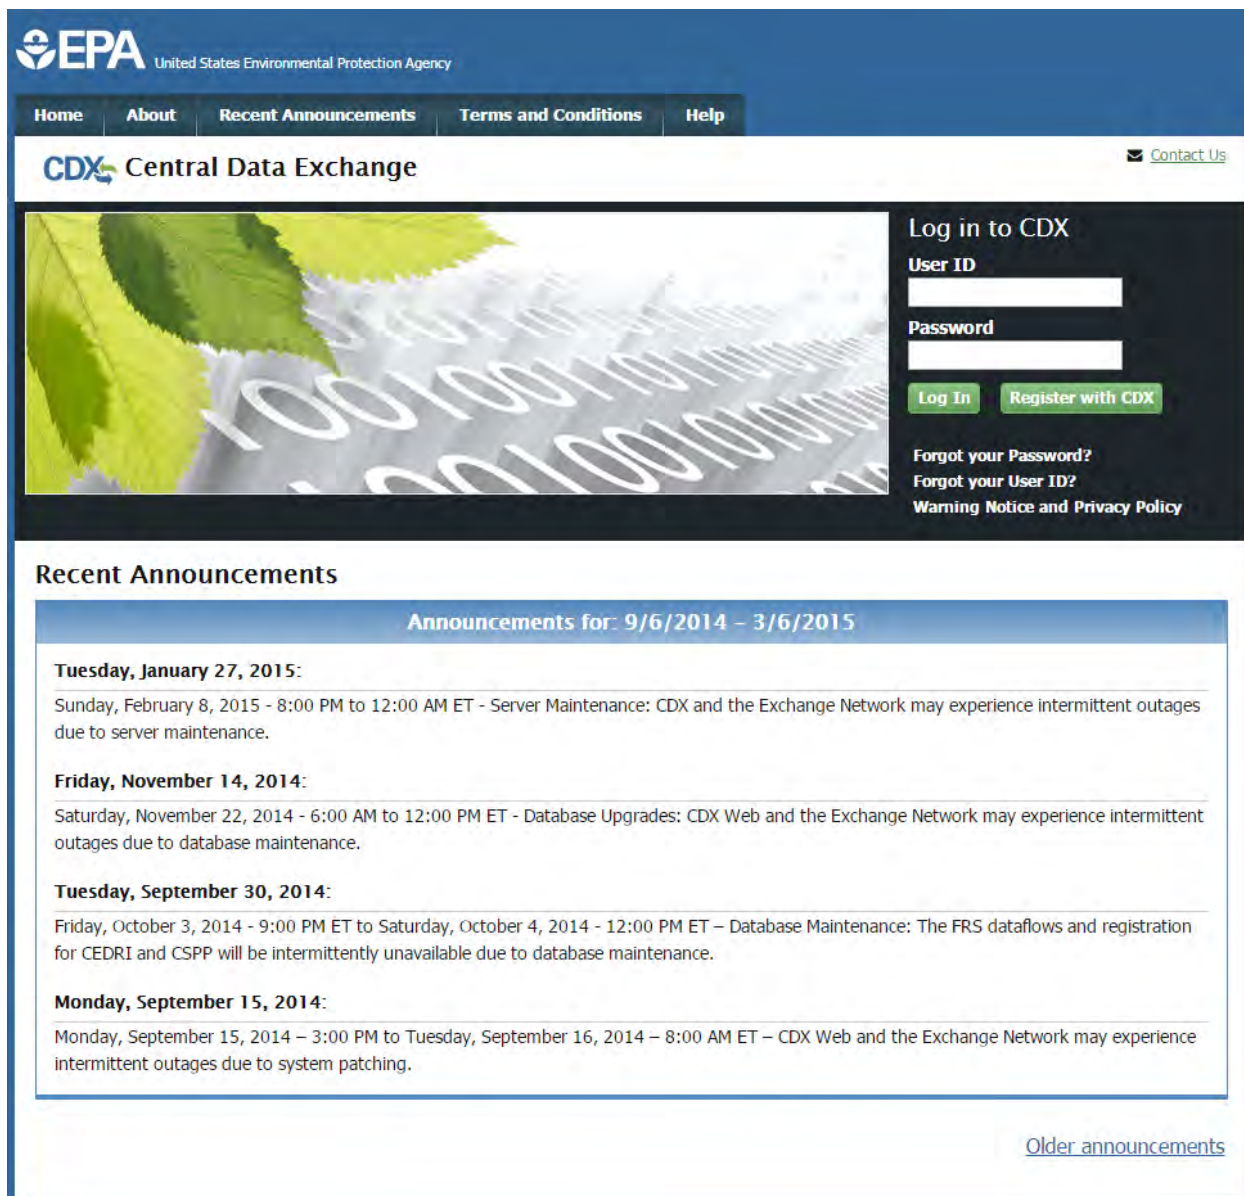 EPA United States Environmental Protection Agency
Home About Recent Announcements Terms and Conditions Help
CDX Central Data Exchange
Contact Us
Log in to CDX
User ID
Password
Log In Register with CDX
Forgot your Password?
Forgot your User ID?
Warning Notice and Privacy Policy
Recent Announcements
Announcements for: 9/6/2014 – 3/6/2015
Tuesday, January 27, 2015:
Sunday, February 8, 2015 - 8:00 PM to 12:00 AM ET - Server Maintenance: CDX and the Exchange Network may experience intermittent outages
due to server maintenance.
Friday, November 14, 2014:
Saturday, November 22, 2014 - 6:00 AM to 12:00 PM ET - Database Upgrades: CDX Web and the Exchange Network may experience intermittent
outages due to database maintenance.
Tuesday, September 30, 2014:
Friday, October 3, 2014 - 9:00 PM ET to Saturday, October 4, 2014 - 12:00 PM ET – Database Maintenance: The FRS dataflows and registration
for CEDRI and CSPP will be intermittently unavailable due to database maintenance.
Monday, September 15, 2014:
Monday, September 15, 2014 – 3:00 PM to Tuesday, September 16, 2014 – 8:00 AM ET – CDX Web and the Exchange Network may experience
intermittent outages due to system patching.
Older announcements